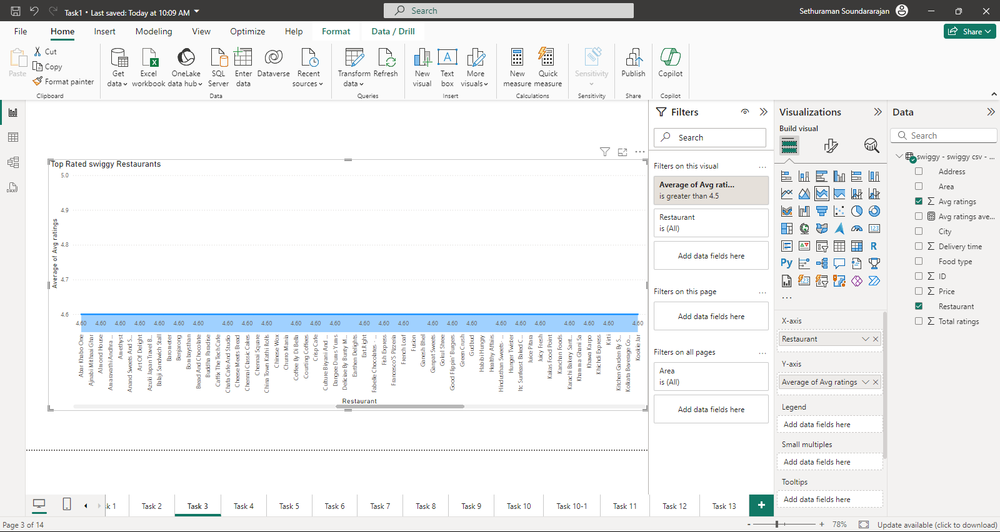 Task1 • Last saved: Today at 10:09 AM
Search
Sethuraman Soundararajan
File Home Insert Modeling View Optimize Help Format Data / Drill
Share
Paste
Cut
Copy
Format painter
Clipboard
Get data
Excel workbook
OneLake data hub
SQL Server
Enter data
Dataverse
Recent sources
Data
Transform data
Refresh
Queries
New visual
Text box
More visuals
Insert
New measure
Quick measure
Calculations
Sensitivity
Sensitivity
Publish
Share
Copilot
Copilot
Top Rated swiggy Restaurants
Average of Avg ratings
5.0
4.9
4.8
4.7
4.6
4.60 4.60 4.60 4.60 4.60 4.60 4.60 4.60 4.60 4.60 4.60 4.60 4.60 4.60 4.60 4.60 4.60 4.60 4.60 4.60 4.60 4.60 4.60 4.60 4.60 4.60 4.60
Abar Khabo One
Ajnabi Mithbai Ghar
Almond House
Amaravathi Andhra ...
Amethyst
Anand Sweets And S...
Art Of Delight
Azuki Japan Travel B...
Balaji Sandwich Stall
Barometer
Benjarong
Bombaysthan
Bread And Chocolate
Buddha Paradise
Caffix The Tech Cafe
Chafa Cafe And Studio
Cheese Meets Bread
Chennai Classic Cakes
Chennai Square
China Town Kathi Rolls
Chinese Wox
Churro Mania
Coffee By Di Bella
Courting Coffees
Crisp Cafe
Culture Biryani And ...
Dangee Dums Yums
Delicise By Bunty M...
Earthen Delights
Eat.Right
Fabelle Chocolates - ...
Fish Express
Francesco'S Pizzeria
French Loaf
Fusion
Ganesh Bhel
Ganpat Sweets
Gokul Shree
Good Flippin' Burgers
Green Crush
Gudbud
Habibi Hungry
Healthy Affairs
Hindusthan Sweets- ...
Hunger Twister
Itc Sunfeast Baked C...
Juice Pitara
Juicy Fresh
Kakas Food Point
Kanchan Foods
Karachi Bakery Sant...
Khamma Ghani Sa
Khawa Karpo
Khichdi Express
Kirti
Kitchen Garden By S...
Kolkata Beverage Co...
Kookie Jar
Restaurant
Filters
Search
Filters on this visual
Average of Avg rati...
is greater than 4.5
Restaurant
is (All)
Add data fields here
Filters on this page
Add data fields here
Filters on all pages
Area
is (All)
Add data fields here
Visualizations
Build visual
123
R
Py
123
...
X-axis
Restaurant
Y-axis
Average of Avg ratings
Legend
Add data fields here
Small multiples
Add data fields here
Tooltips
Add data fields here
Data
Search
swiggy - swiggy csv - ...
Address
Area
Avg ratings
Avg ratings ave...
City
Delivery time
Food type
ID
Price
Restaurant
Total ratings
k 1 Task 2 Task 3 Task 4 Task 5 Task 6 Task 7 Task 8 Task 9 Task 10 Task 10-1 Task 11 Task 12 Task 13 +
Page 3 of 14
- + 78%
Update available (click to download)